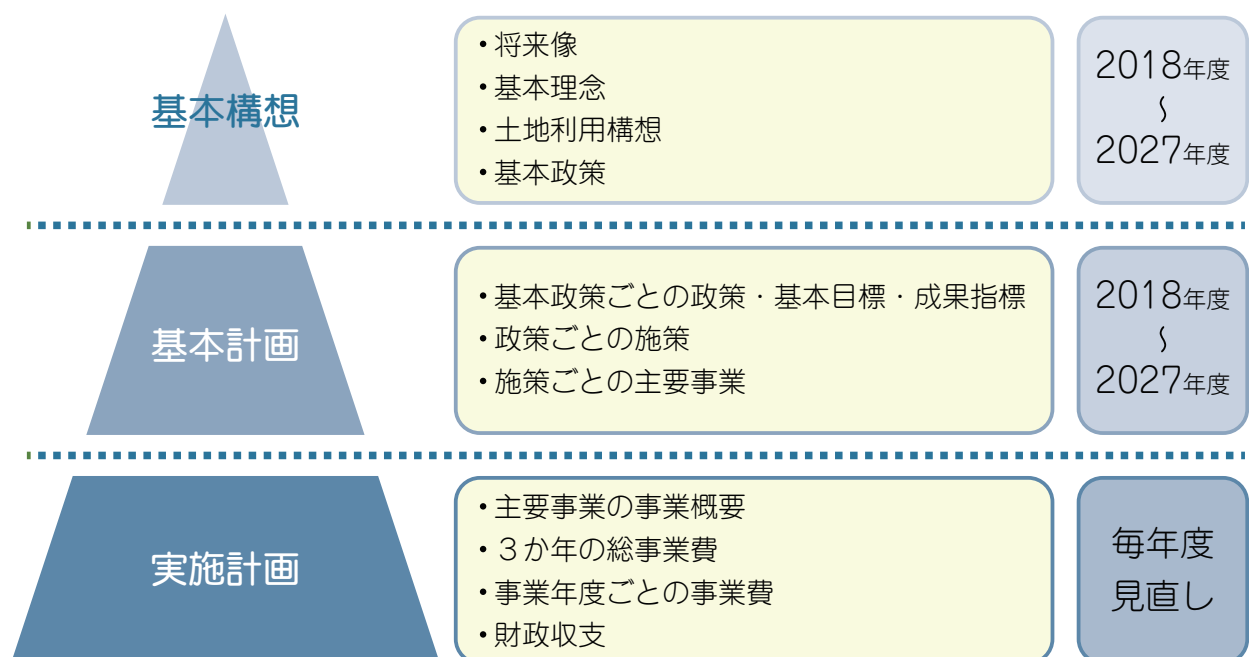 基本構想
・将来像
・基本理念
・土地利用構想
・基本政策
2018年度
〜
2027年度
基本計画
・基本政策ごとの政策・基本目標・成果指標
・政策ごとの施策
・施策ごとの主要事業
2018年度
〜
2027年度
実施計画
・主要事業の事業概要
・３か年の総事業費
・事業年度ごとの事業費
・財政収支
毎年度
見直し